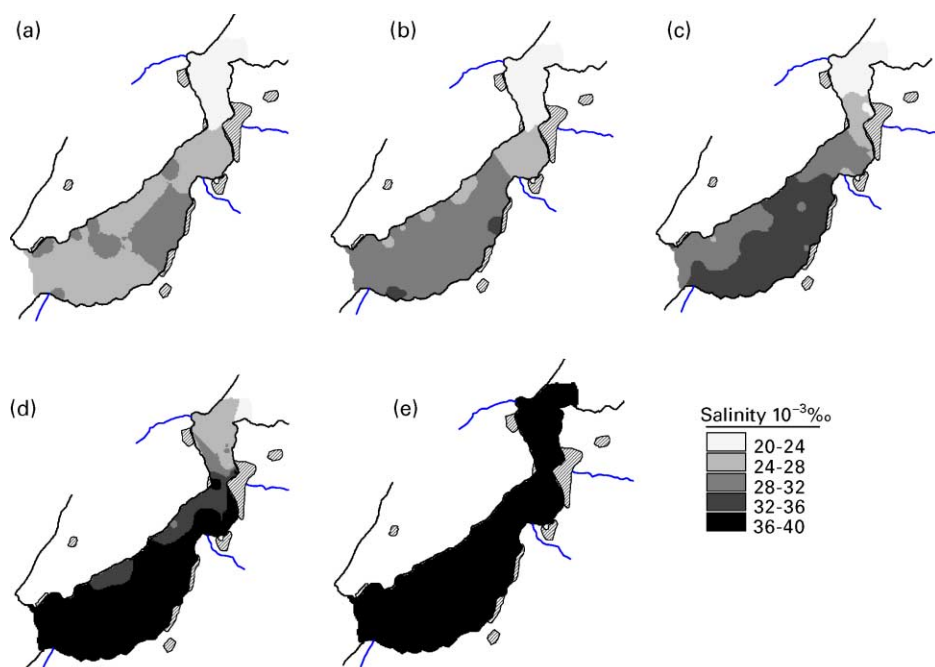 (a)
(b)
(c)
(d)
(e)
Salinity 10⁻³‰
20-24
24-28
28-32
32-36
36-40